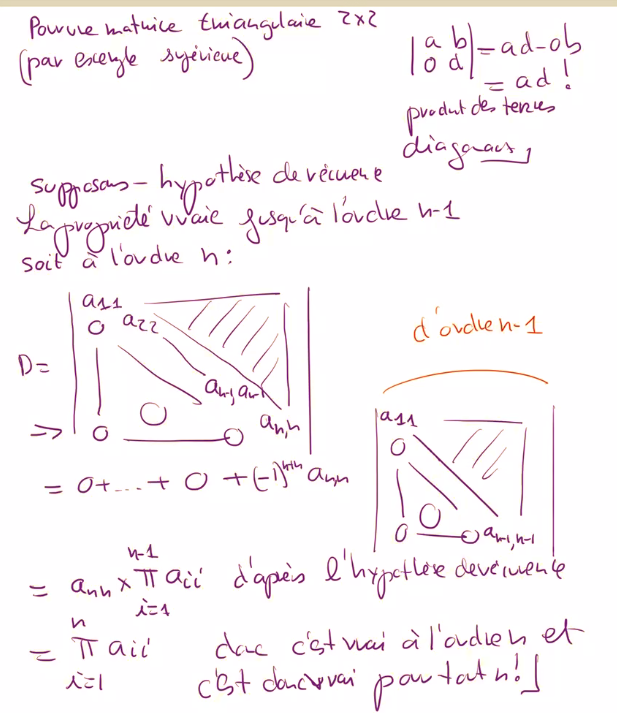 Pour une matrice triangulaire 2x2
(par exemple supérieure)
|a b| = ad-0b
|0 d| = ad !
produit des termes
diagonaux
supposons - hypothèse de récurrence
La propriété vraie jusqu'à l'ordre n-1
soit à l'ordre n :
a11
0 a22
D=
an-1,n-1
0
an,n
=> 0 0
= 0+...+ 0 + (-1)^{n+n} ann
d'ordre n-1
a11
0
0
0 0 an-1,n-1
= ann x ∏_{i=1}^{n-1} aii d'après l'hypothèse de récurrence
= ∏_{i=1}^{n} aii donc c'est vrai à l'ordre n et
c'est donc vrai pour tout n!